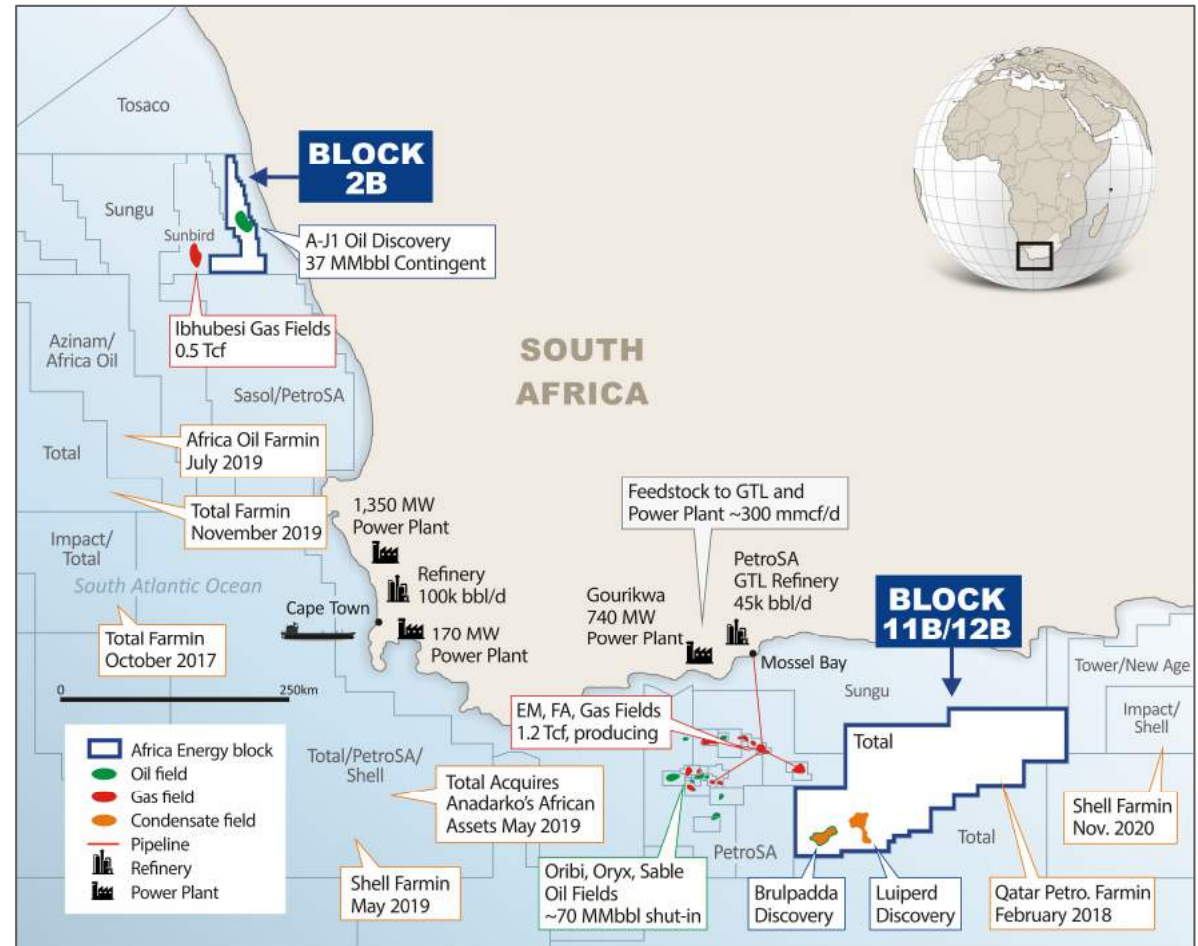 Tosaco
BLOCK
2B
Sungu
Sunbird
A-J1 Oil Discovery
37 MMbbl Contingent
Ibhubesi Gas Fields
0.5 Tcf
Azinam/
Africa Oil
SOUTH
AFRICA
Sasol/PetroSA
Total
Africa Oil Farmin
July 2019
Total Farmin
November 2019
1,350 MW
Power Plant
Feedstock to GTL and
Power Plant ~300 mmcf/d
Impact/
Total
South Atlantic Ocean
Refinery
100k bbl/d
PetroSA
GTL Refinery
45k bbl/d
Gourikwa
740 MW
Power Plant
BLOCK
11B/12B
Cape Town
170 MW
Power Plant
Total Farmin
October 2017
Mossel Bay
Tower/New Age
Sungu
0 250km
EM, FA, Gas Fields
1.2 Tcf, producing
Impact/
Shell
Total
Africa Energy block
Oil field
Gas field
Condensate field
Pipeline
Refinery
Power Plant
Total/PetroSA/
Shell
Total Acquires
Anadarko's African
Assets May 2019
Shell Farmin
Nov. 2020
PetroSA
Total
Shell Farmin
May 2019
Oribi, Oryx, Sable
Oil Fields
~70 MMbbl shut-in
Brulpadda
Discovery
Luiperd
Discovery
Qatar Petro. Farmin
February 2018